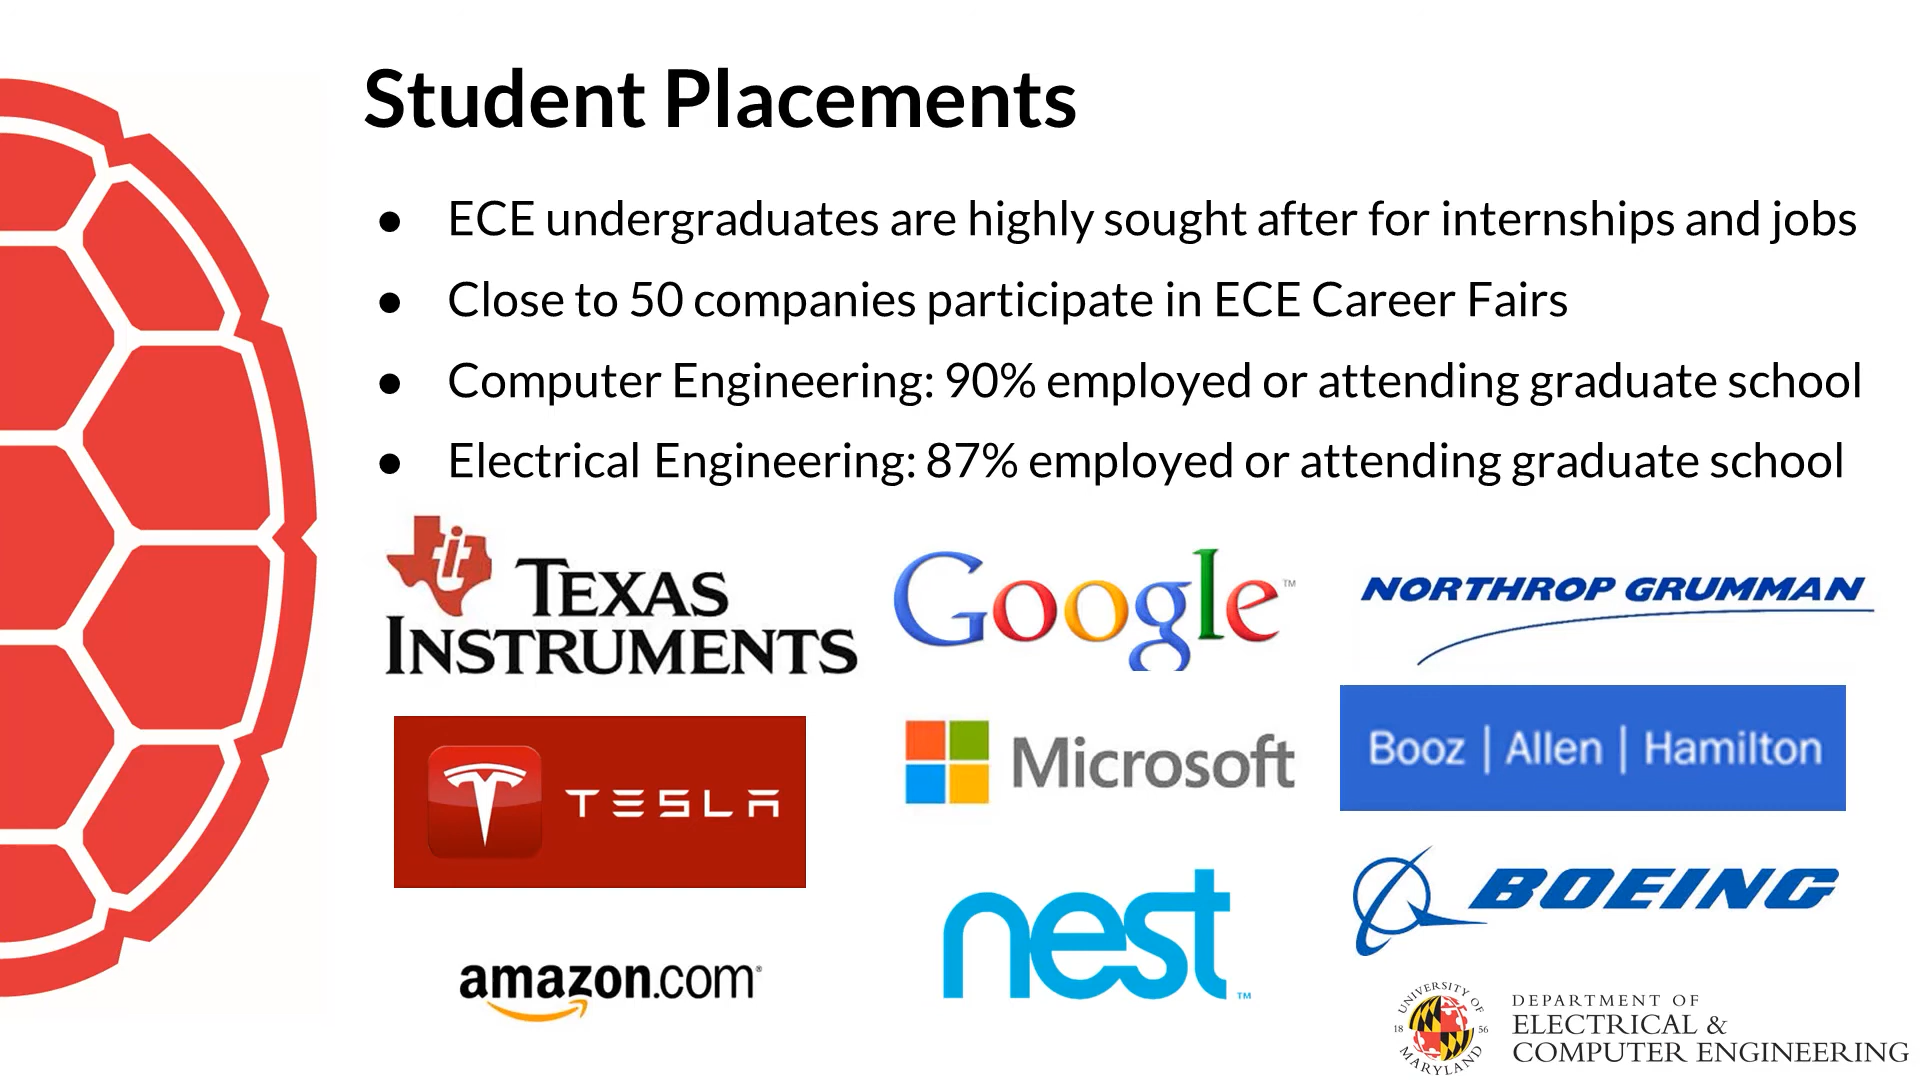 Student Placements
● ECE undergraduates are highly sought after for internships and jobs
● Close to 50 companies participate in ECE Career Fairs
● Computer Engineering: 90% employed or attending graduate school
● Electrical Engineering: 87% employed or attending graduate school
ti
TEXAS
INSTRUMENTS
Google™
NORTHROP GRUMMAN
TESLA
Microsoft
Booz | Allen | Hamilton
nest™
BOEING
amazon.com®
UNIVERSITY OF
18 56
MARYLAND
DEPARTMENT OF
ELECTRICAL &
COMPUTER ENGINEERING